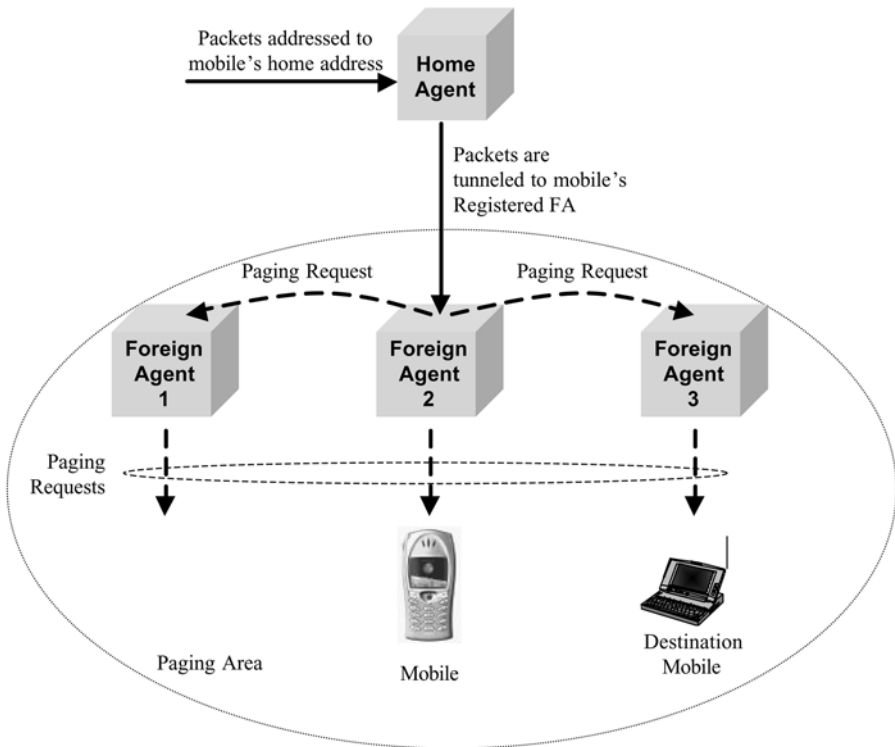 Packets addressed to
mobile's home address
Home
Agent
Packets are
tunneled to mobile's
Registered FA
Paging Request
Paging Request
Foreign
Agent
1
Foreign
Agent
2
Foreign
Agent
3
Paging
Requests
Paging Area
Mobile
Destination
Mobile